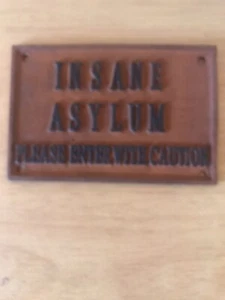 INSANE
ASYLUM
PLEASE ENTER WITH CAUTION